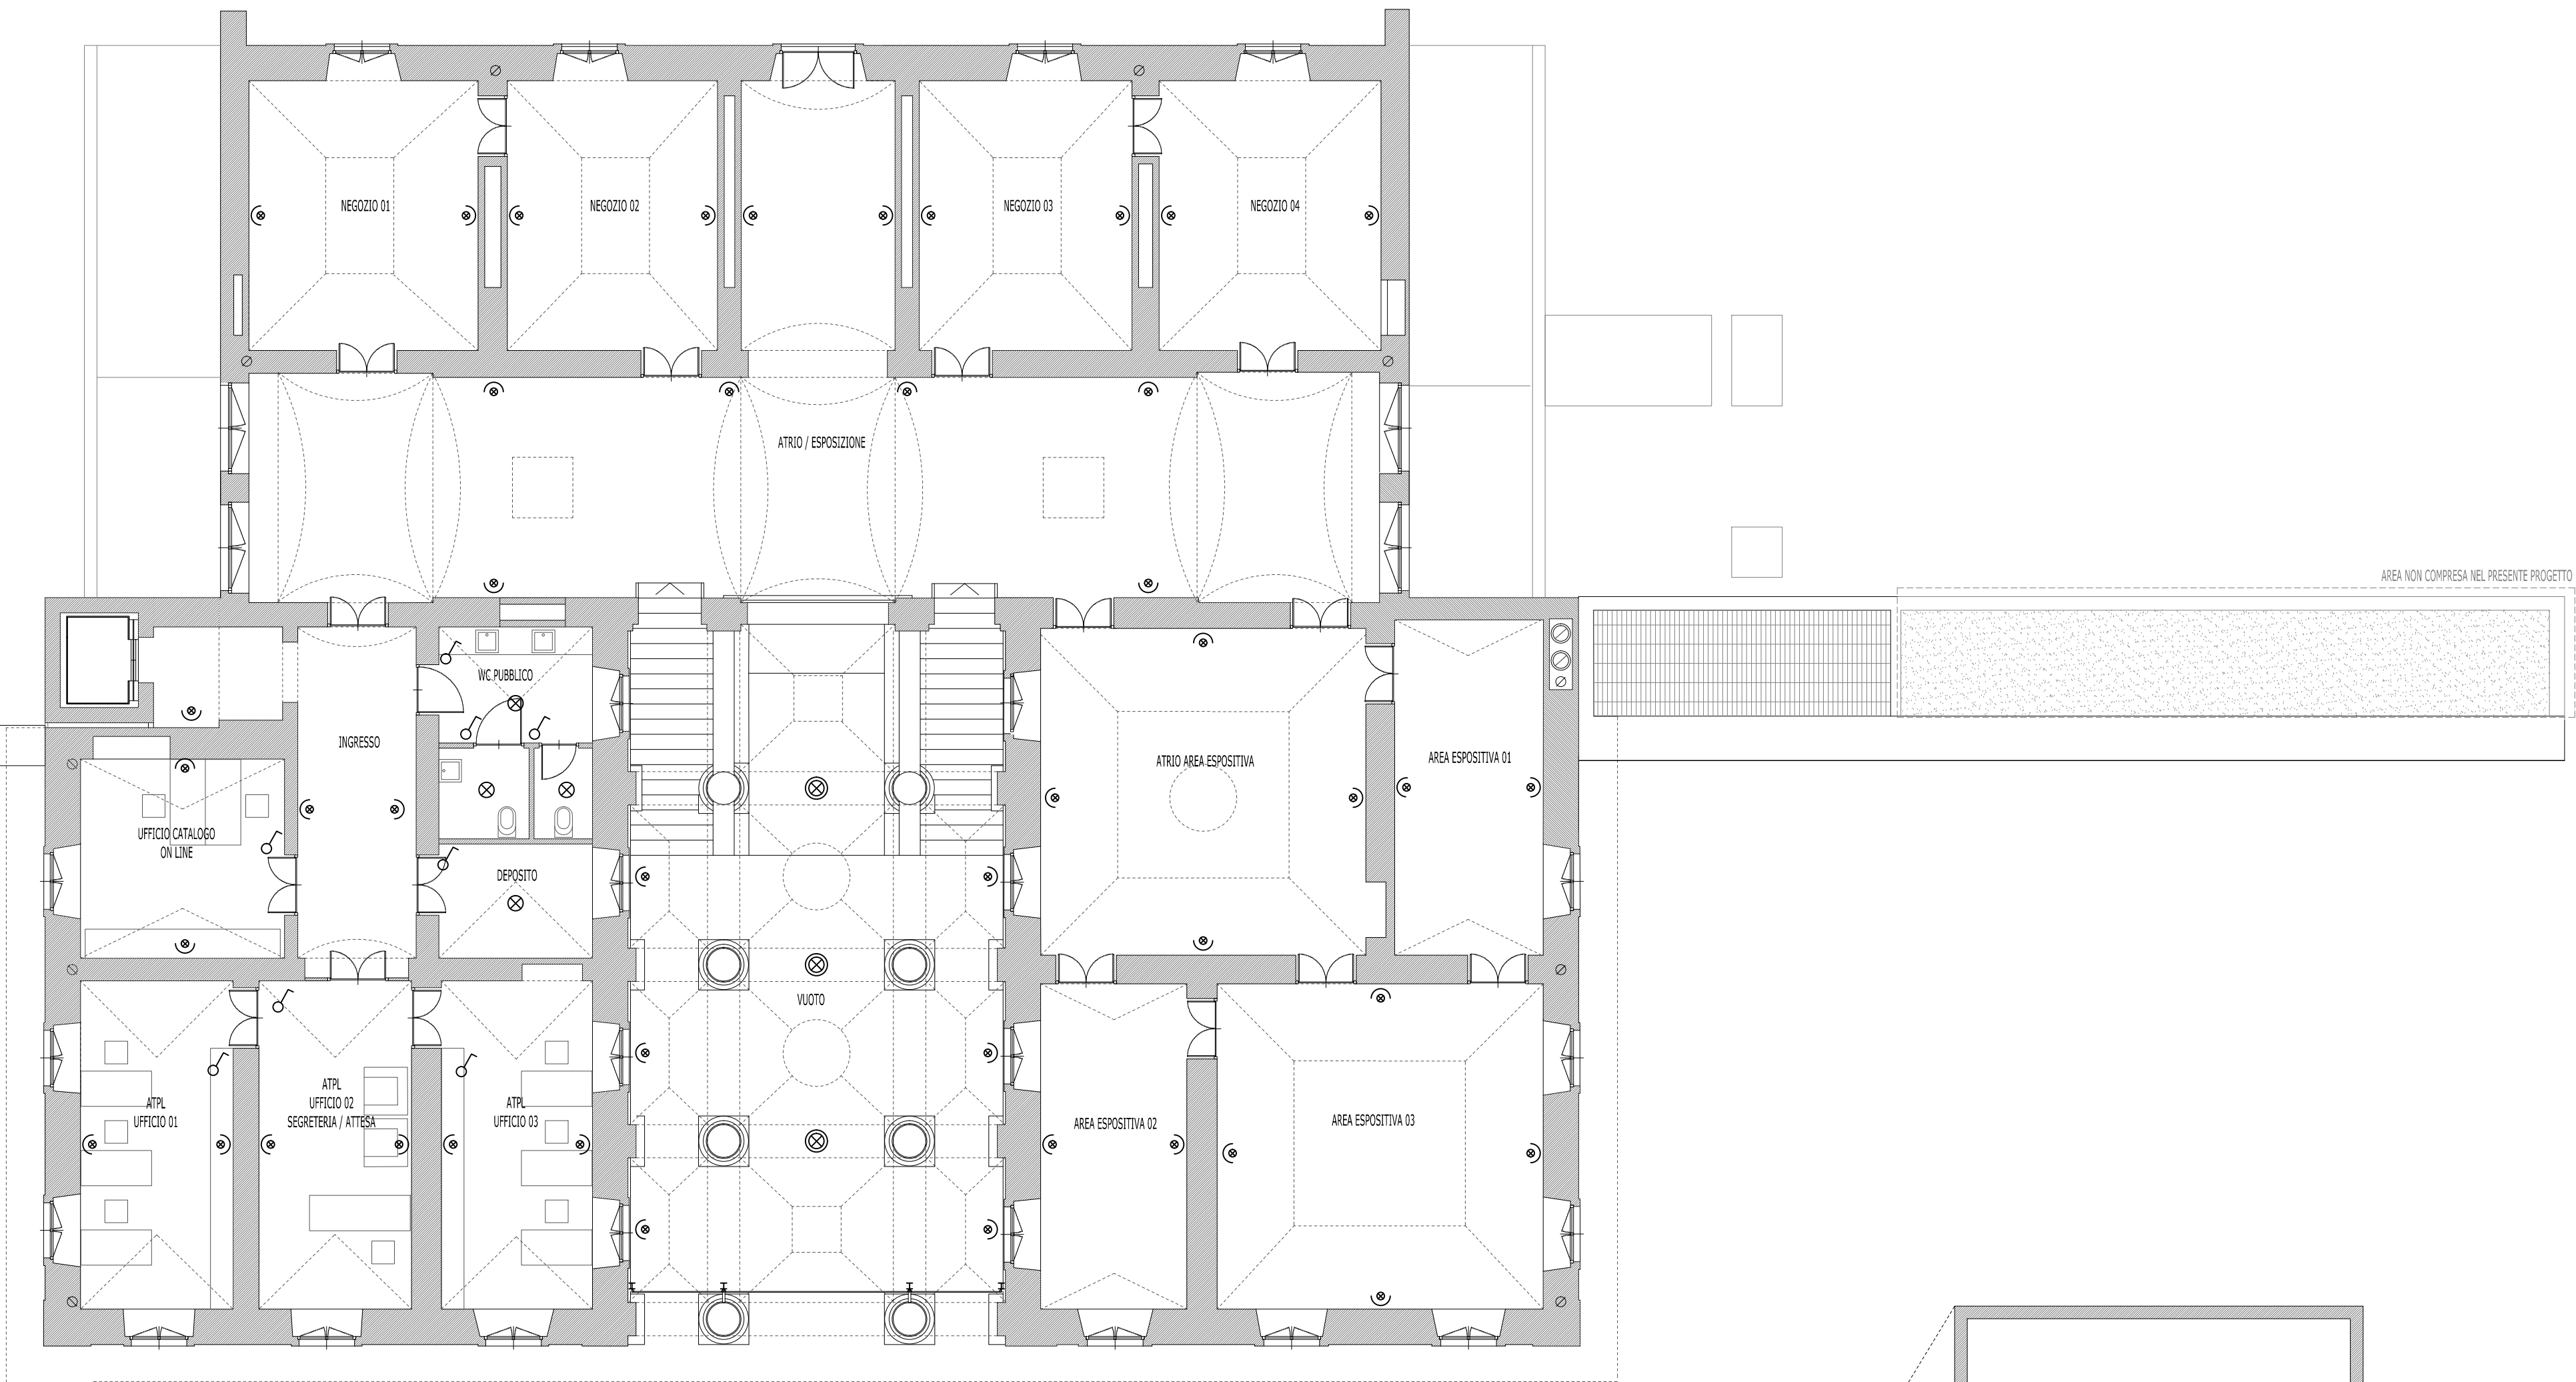 NEGOZIO 01
NEGOZIO 02
NEGOZIO 03
NEGOZIO 04
ATRIO / ESPOSIZIONE
AREA NON COMPRESA NEL PRESENTE PROGETTO
WC PUBBLICO
INGRESSO
ATRIO AREA ESPOSITIVA
AREA ESPOSITIVA 01
UFFICIO CATALOGO
ON LINE
DEPOSITO
VUOTO
ATPL
UFFICIO 01
ATPL
UFFICIO 02
SEGRETERIA / ATTESA
ATPL
UFFICIO 03
AREA ESPOSITIVA 02
AREA ESPOSITIVA 03